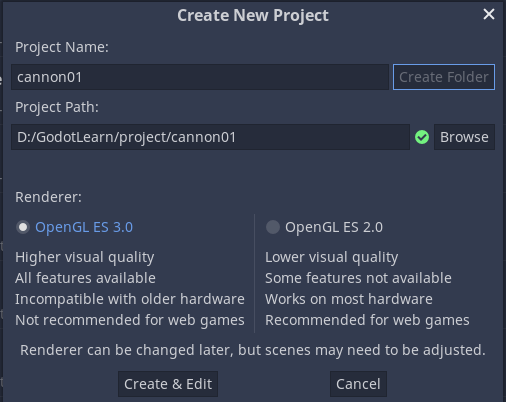 Create New Project
Project Name:
cannon01
Create Folder
Project Path:
D:/GodotLearn/project/cannon01
Browse
Renderer:
OpenGL ES 3.0
Higher visual quality
All features available
Incompatible with older hardware
Not recommended for web games
OpenGL ES 2.0
Lower visual quality
Some features not available
Works on most hardware
Recommended for web games
Renderer can be changed later, but scenes may need to be adjusted.
Create & Edit
Cancel